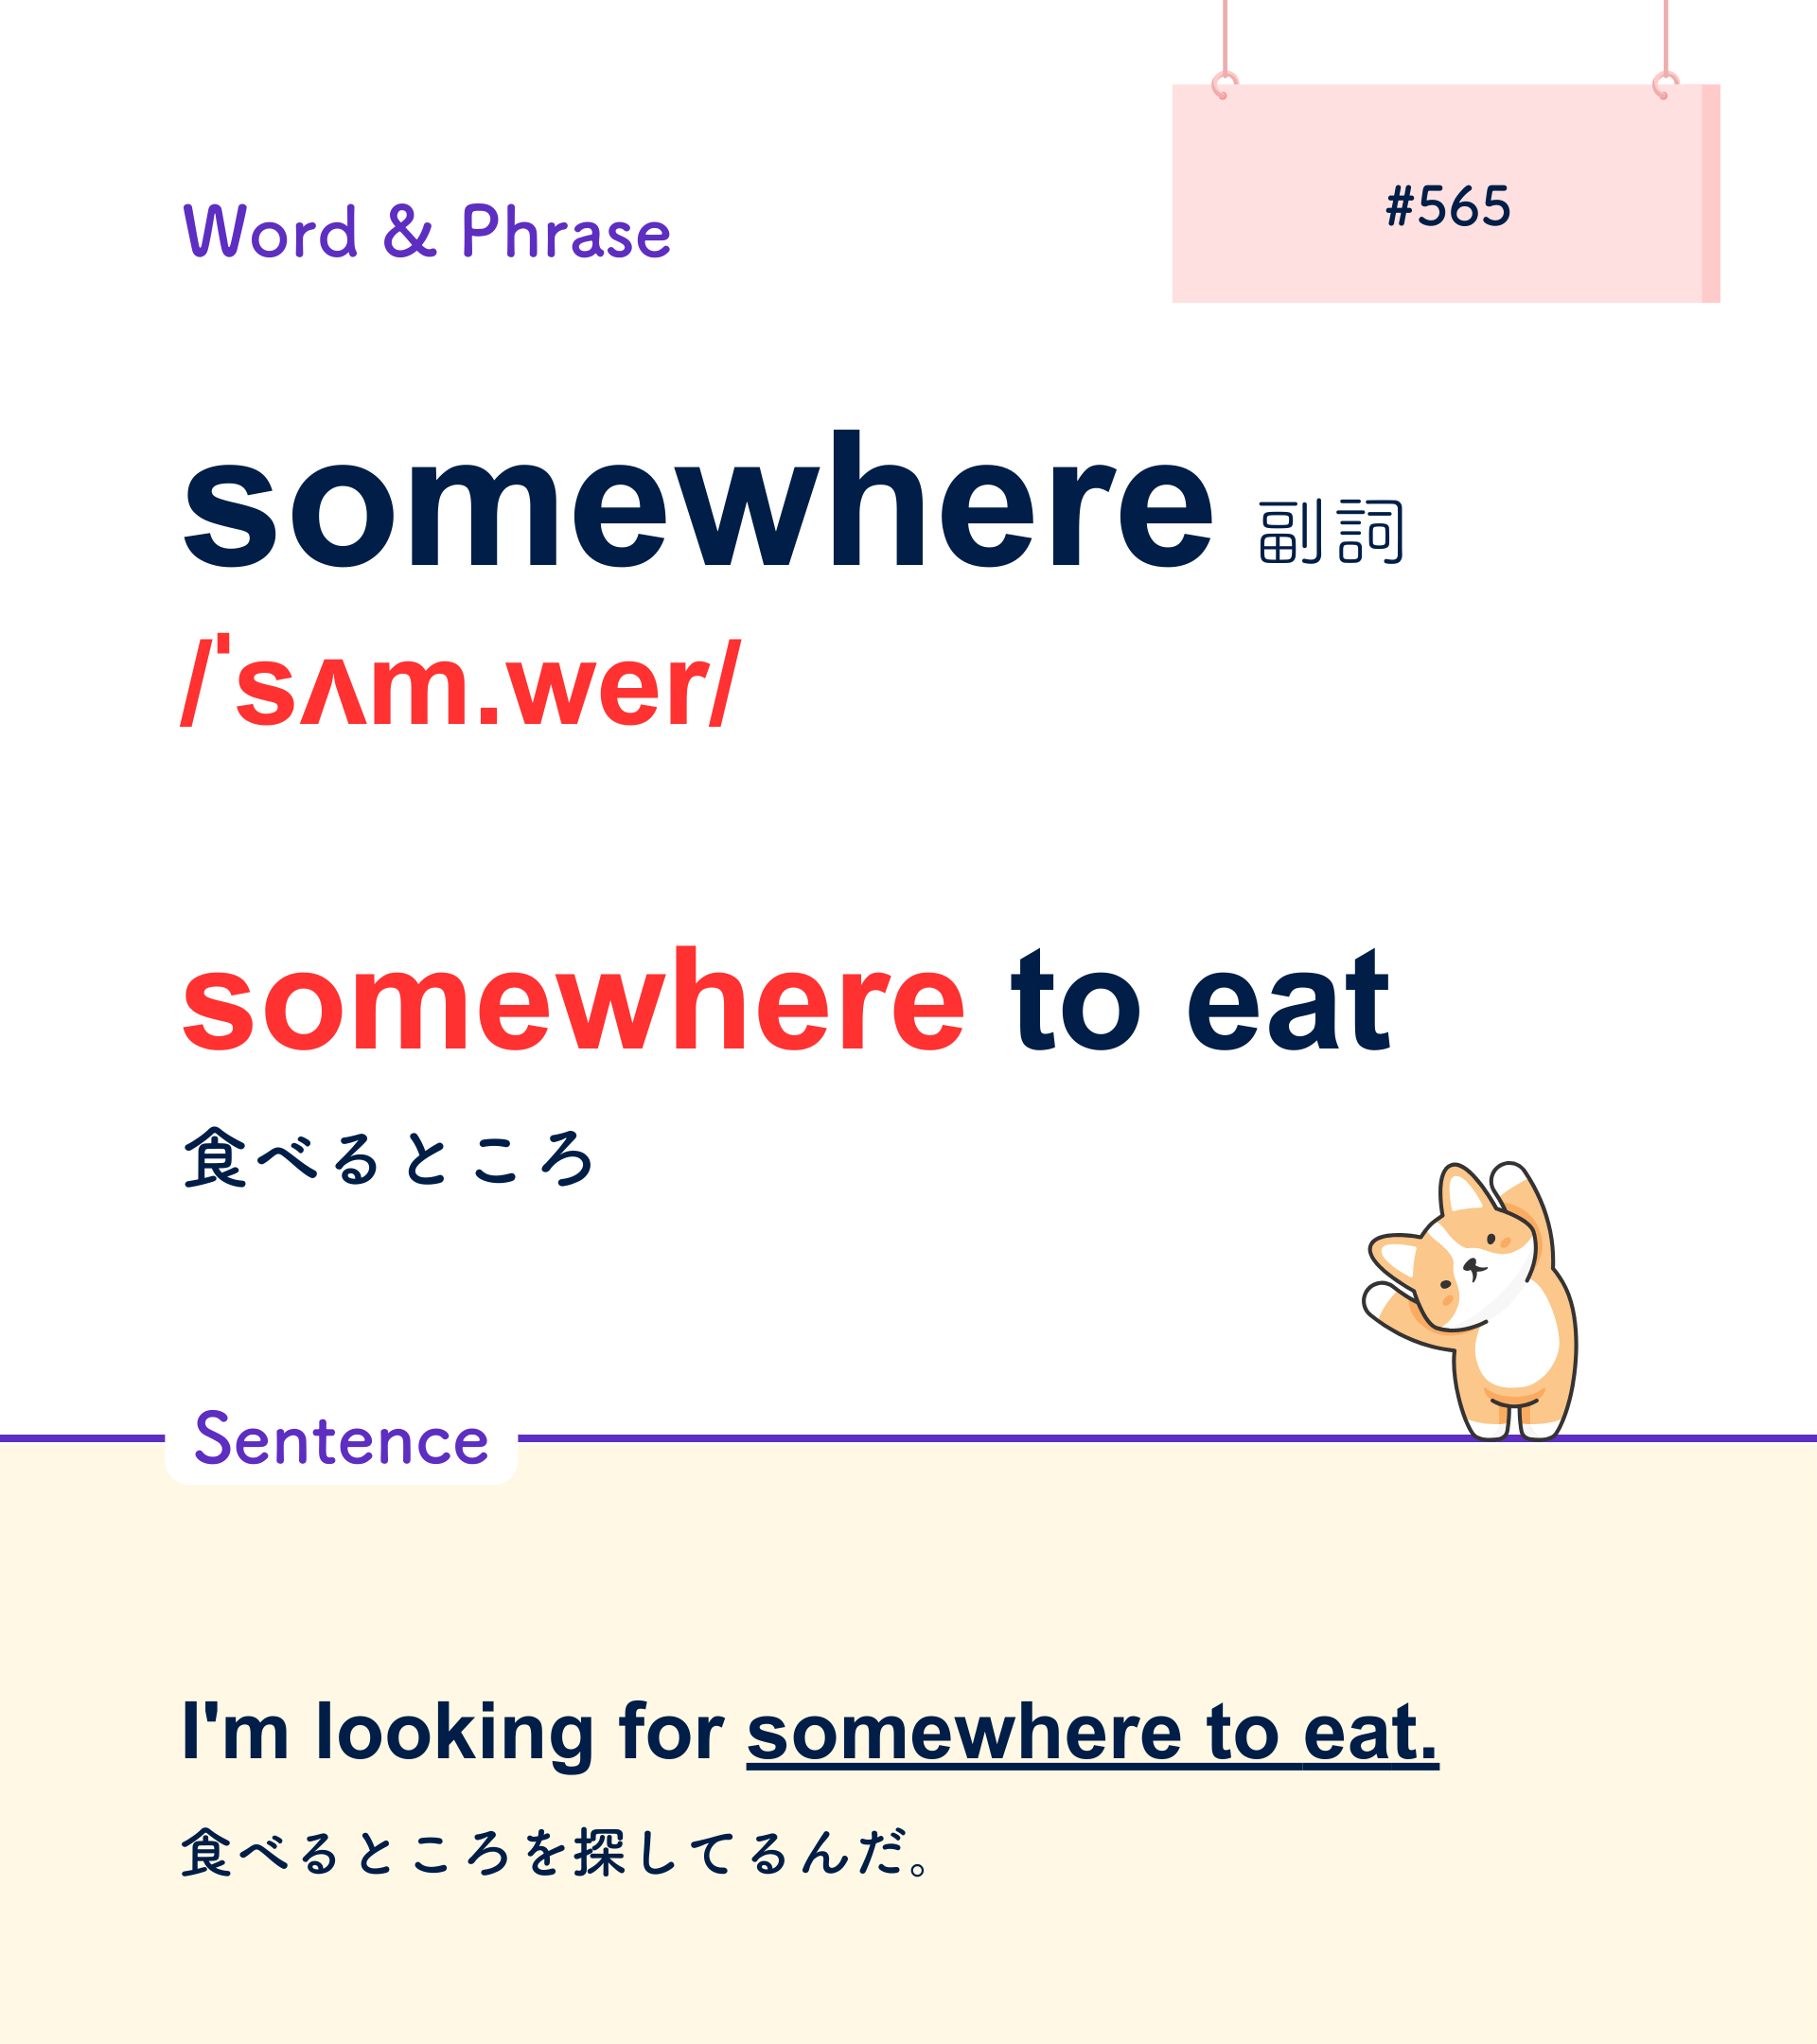 #565
Word & Phrase
somewhere 副詞
/ˈsʌm.wer/
somewhere to eat
食べるところ
Sentence
I'm looking for somewhere to eat.
食べるところを探してるんだ。